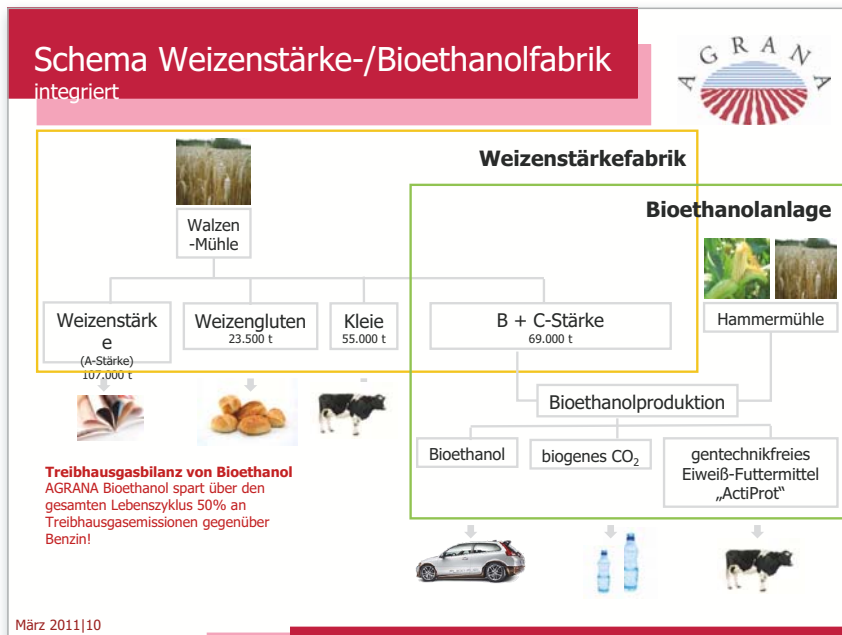 Schema Weizenstärke-/Bioethanolfabrik
integriert
AGRANA
Weizenstärkefabrik
Bioethanolanlage
Walzen
-Mühle
Weizenstärk
e
(A-Stärke)
107.000 t
Weizengluten
23.500 t
Kleie
55.000 t
B + C-Stärke
69.000 t
Hammermühle
Bioethanolproduktion
Bioethanol
biogenes CO₂
gentechnikfreies
Eiweiß-Futtermittel
„ActiProt“
Treibhausgasbilanz von Bioethanol
AGRANA Bioethanol spart über den
gesamten Lebenszyklus 50% an
Treibhausgasemissionen gegenüber
Benzin!
März 2011|10